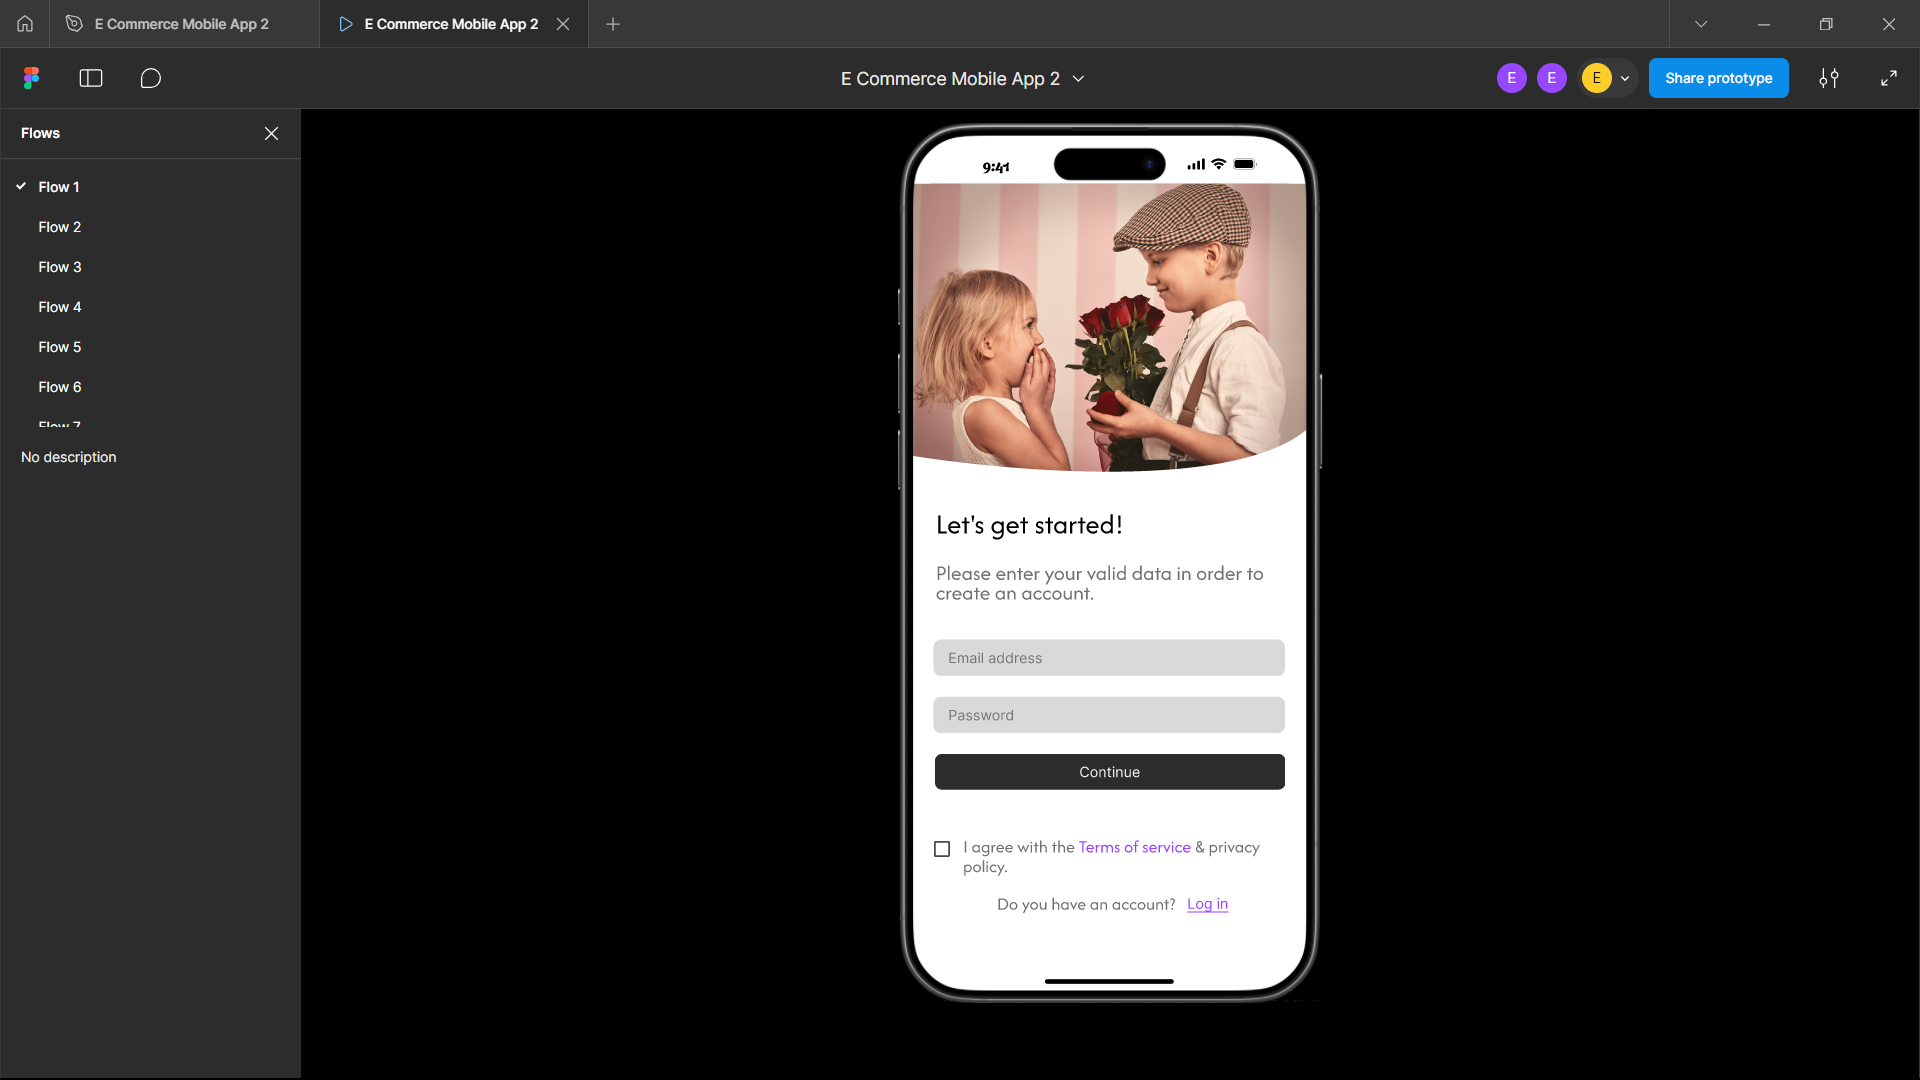 E Commerce Mobile App 2
E Commerce Mobile App 2
E Commerce Mobile App 2
E
E
E
Share prototype
Flows
Flow 1
Flow 2
Flow 3
Flow 4
Flow 5
Flow 6
Flow 7
No description
9:41
Let's get started!
Please enter your valid data in order to
create an account.
Email address
Password
Continue
I agree with the Terms of service & privacy
policy.
Do you have an account? Log in